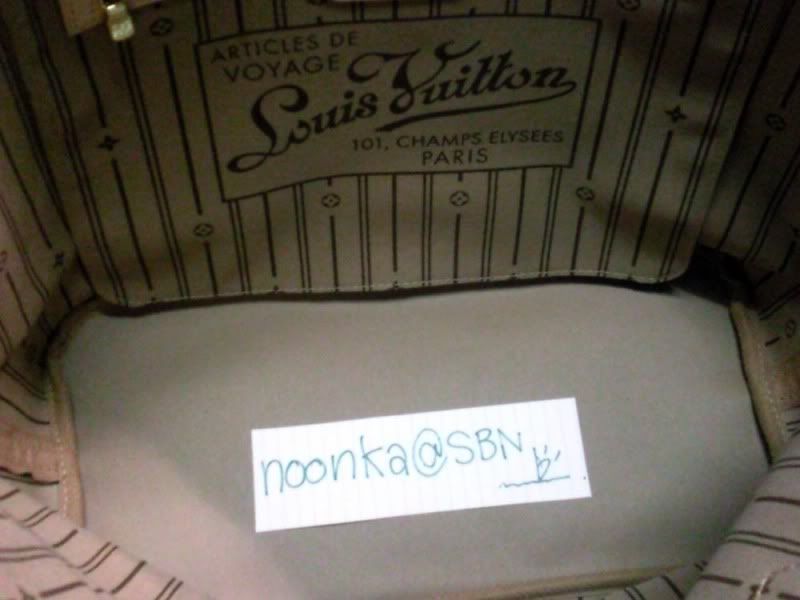 ARTICLES DE
VOYAGE
Louis Vuitton
101, CHAMPS ELYSEES
PARIS
noonka@SBN